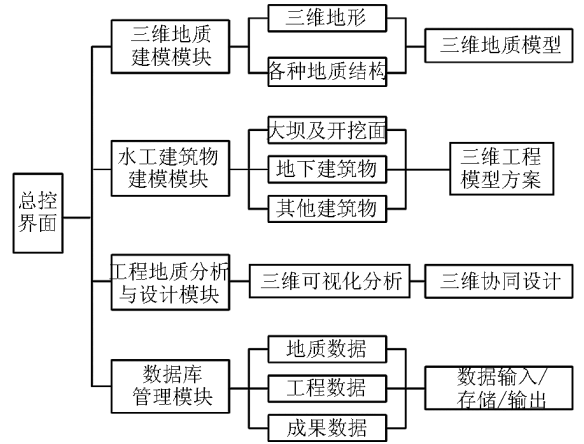 总控
界面
三维地质
建模模块
三维地形
各种地质结构
三维地质模型
水工建筑物
建模模块
大坝及开挖面
地下建筑物
其他建筑物
三维工程
模型方案
工程地质分析
与设计模块
三维可视化分析
三维协同设计
数据库
管理模块
地质数据
工程数据
成果数据
数据输入/
存储/输出